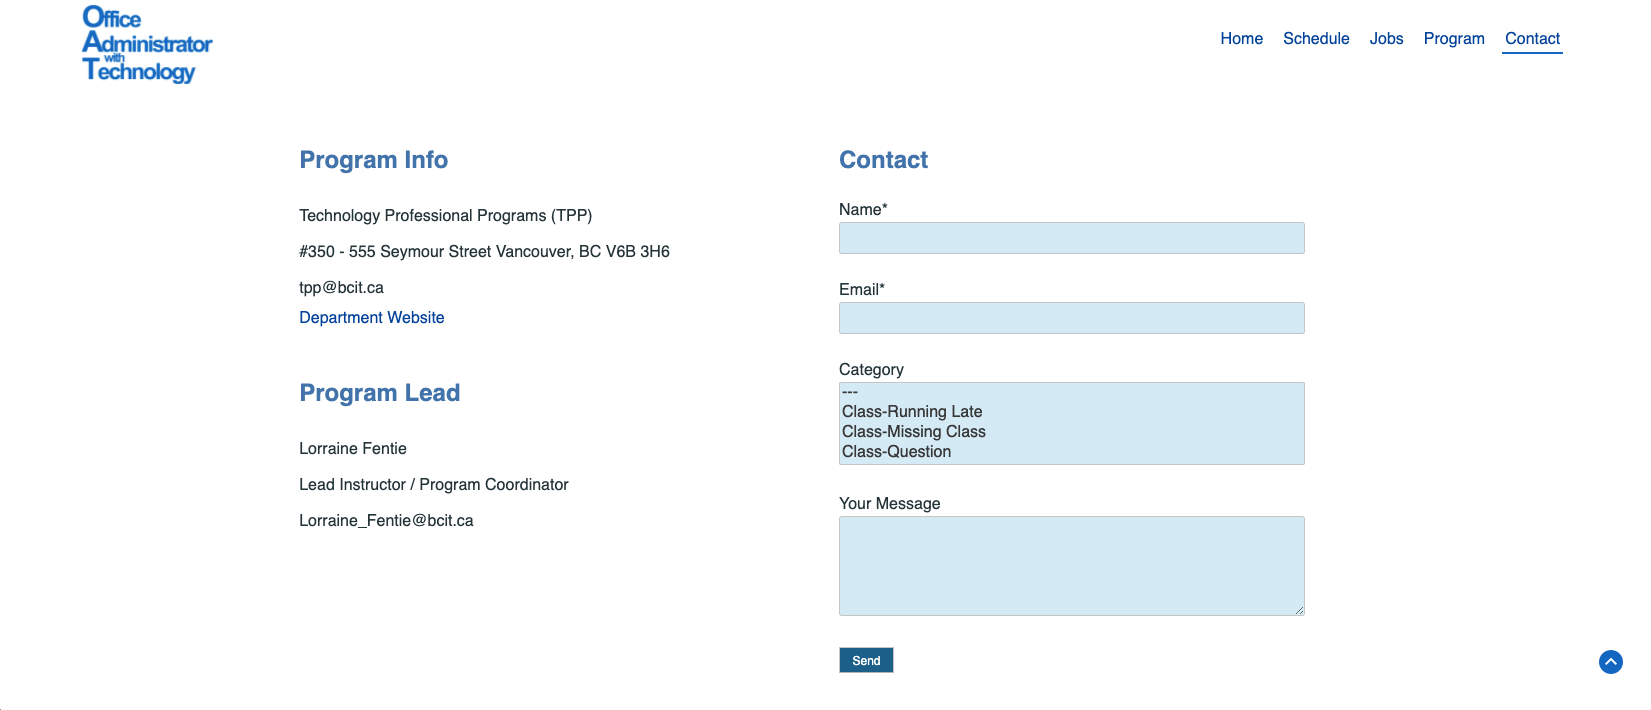 Office
Administrator
with
Technology
Home Schedule Jobs Program Contact
Program Info
Technology Professional Programs (TPP)
#350 - 555 Seymour Street Vancouver, BC V6B 3H6
tpp@bcit.ca
Department Website
Program Lead
Lorraine Fentie
Lead Instructor / Program Coordinator
Lorraine_Fentie@bcit.ca
Contact
Name*
Email*
Category
---
Class-Running Late
Class-Missing Class
Class-Question
Your Message
Send